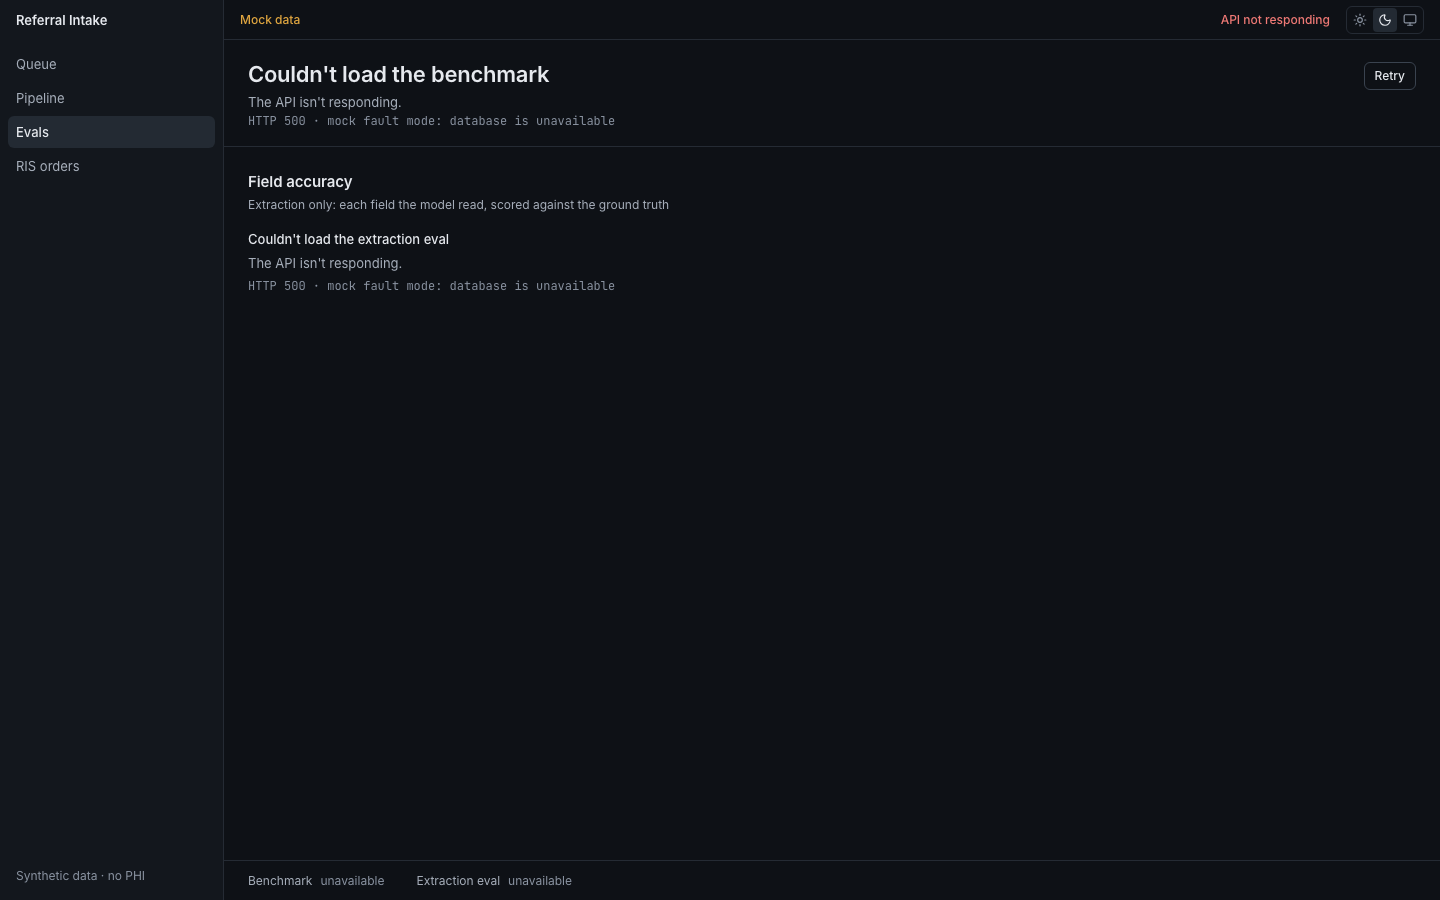 Referral Intake
Queue
Pipeline
Evals
RIS orders
Synthetic data · no PHI
Mock data
API not responding
Couldn't load the benchmark
Retry
The API isn't responding.
HTTP 500 · mock fault mode: database is unavailable
Field accuracy
Extraction only: each field the model read, scored against the ground truth
Couldn't load the extraction eval
The API isn't responding.
HTTP 500 · mock fault mode: database is unavailable
Benchmark unavailable Extraction eval unavailable